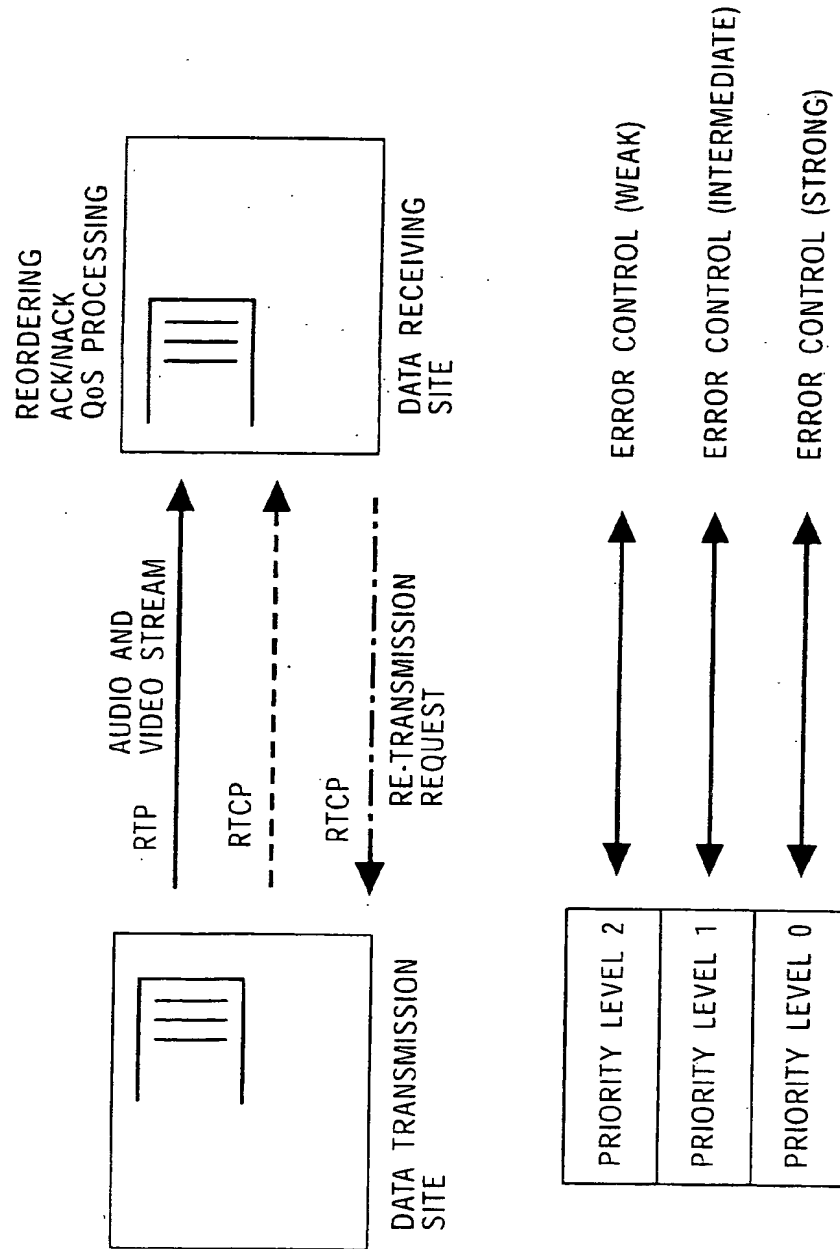 REORDERING
ACK/NACK
QoS PROCESSING
AUDIO AND
VIDEO STREAM
RTP
RTCP
RTCP
RE-TRANSMISSION
REQUEST
DATA TRANSMISSION
SITE
DATA RECEIVING
SITE
PRIORITY LEVEL 2
ERROR CONTROL (WEAK)
PRIORITY LEVEL 1
ERROR CONTROL (INTERMEDIATE)
PRIORITY LEVEL 0
ERROR CONTROL (STRONG)